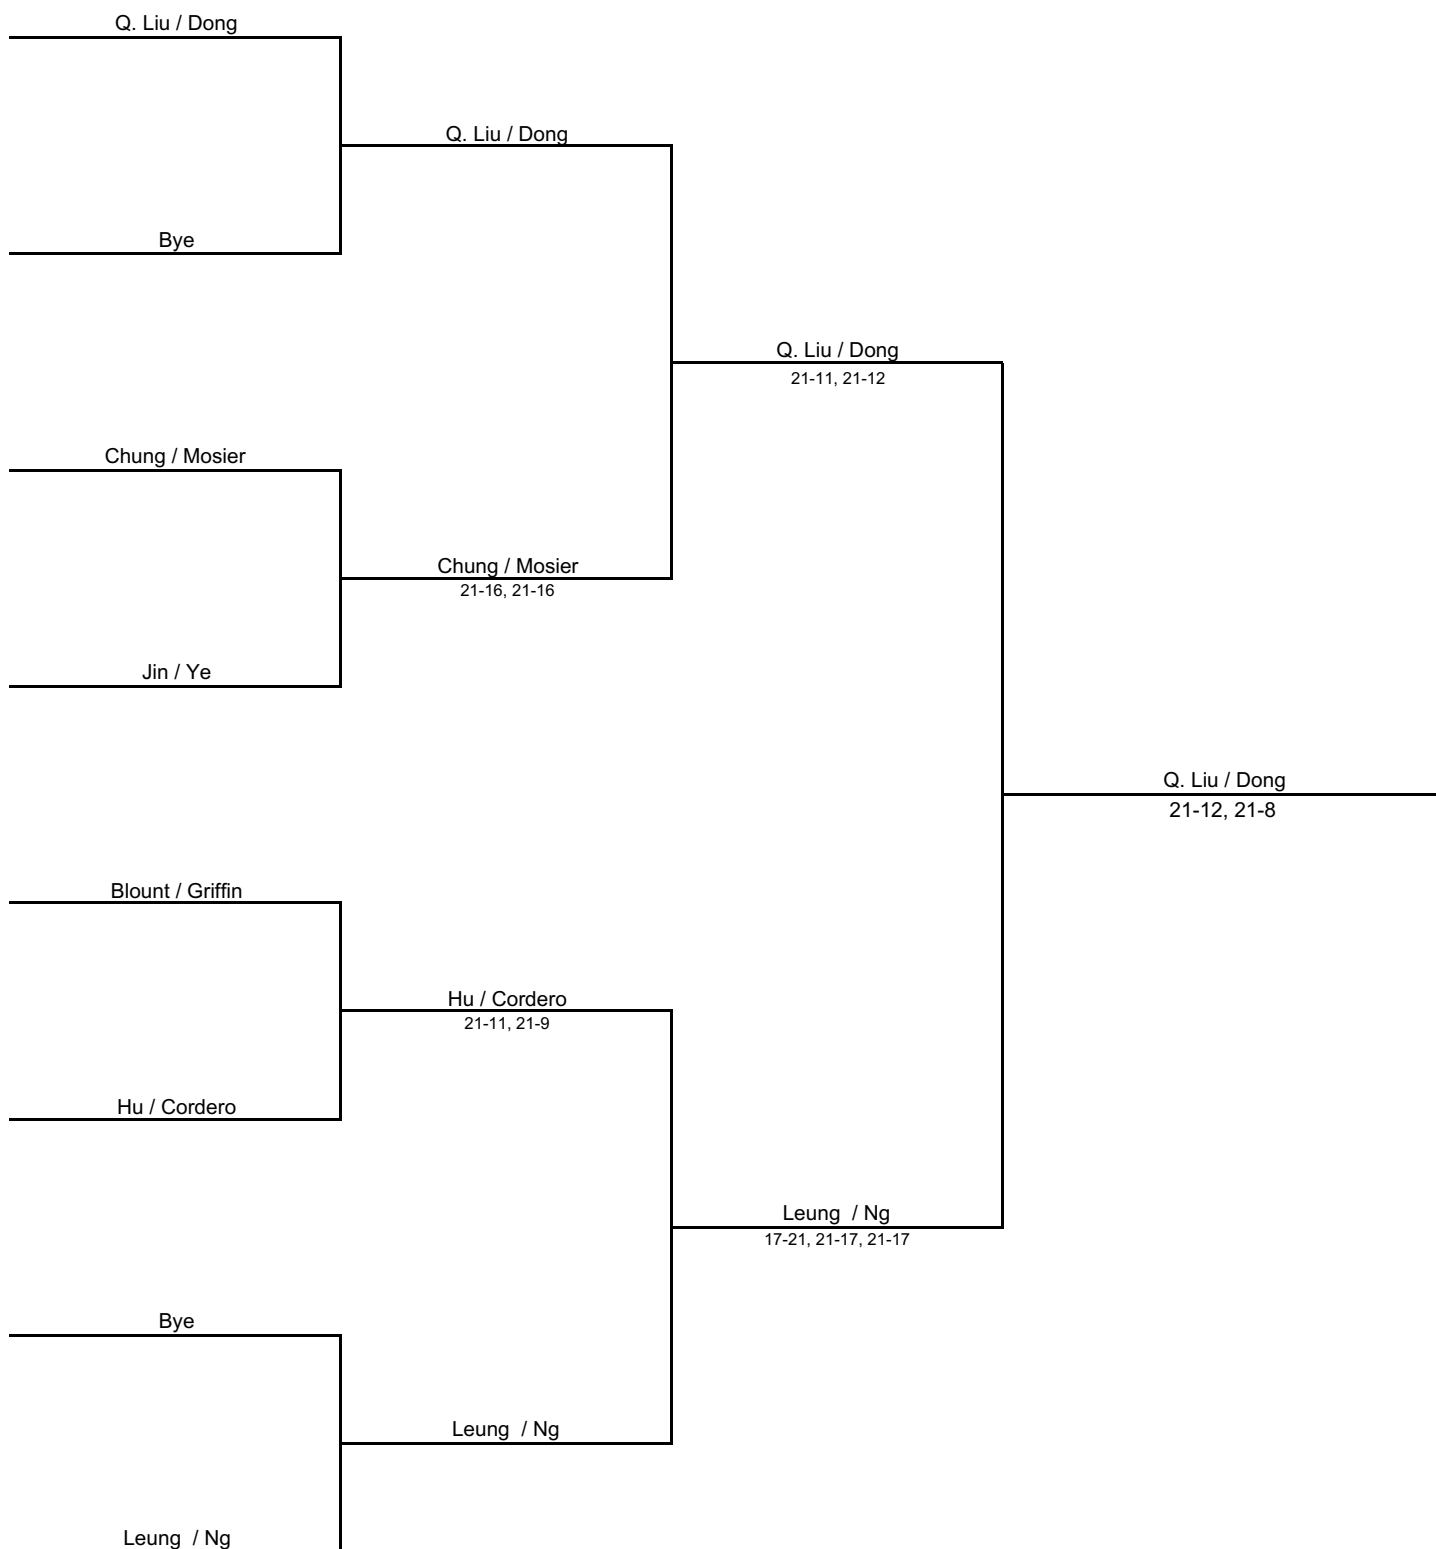 Q. Liu / Dong
Q. Liu / Dong
Bye
Q. Liu / Dong
21-11, 21-12
Chung / Mosier
Chung / Mosier
21-16, 21-16
Jin / Ye
Q. Liu / Dong
21-12, 21-8
Blount / Griffin
Hu / Cordero
21-11, 21-9
Hu / Cordero
Leung / Ng
17-21, 21-17, 21-17
Bye
Leung / Ng
Leung / Ng